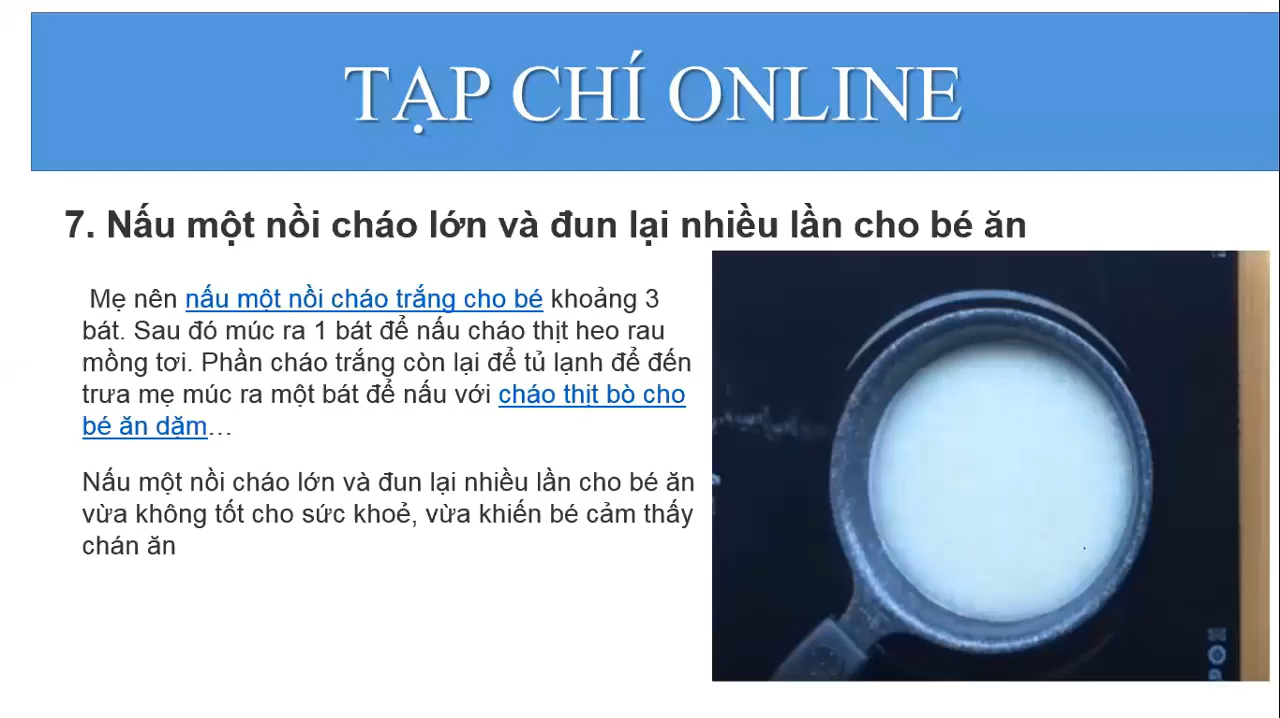 TẠP CHÍ ONLINE
7. Nấu một nồi cháo lớn và đun lại nhiều lần cho bé ăn
Mẹ nên nấu một nồi cháo trắng cho bé khoảng 3
bát. Sau đó múc ra 1 bát để nấu cháo thịt heo rau
mồng tơi. Phần cháo trắng còn lại để tủ lạnh để đến
trưa mẹ múc ra một bát để nấu với cháo thịt bò cho
bé ăn dặm…
Nấu một nồi cháo lớn và đun lại nhiều lần cho bé ăn
vừa không tốt cho sức khoẻ, vừa khiến bé cảm thấy
chán ăn